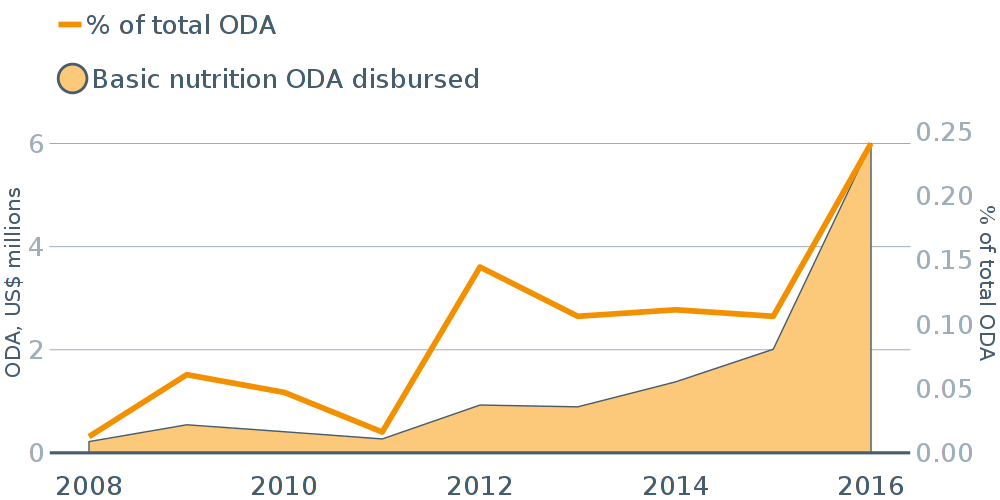 % of total ODA
Basic nutrition ODA disbursed
ODA, US$ millions
6
4
2
0
0.25
0.20
0.15
0.10
0.05
0.00
% of total ODA
2008 2010 2012 2014 2016